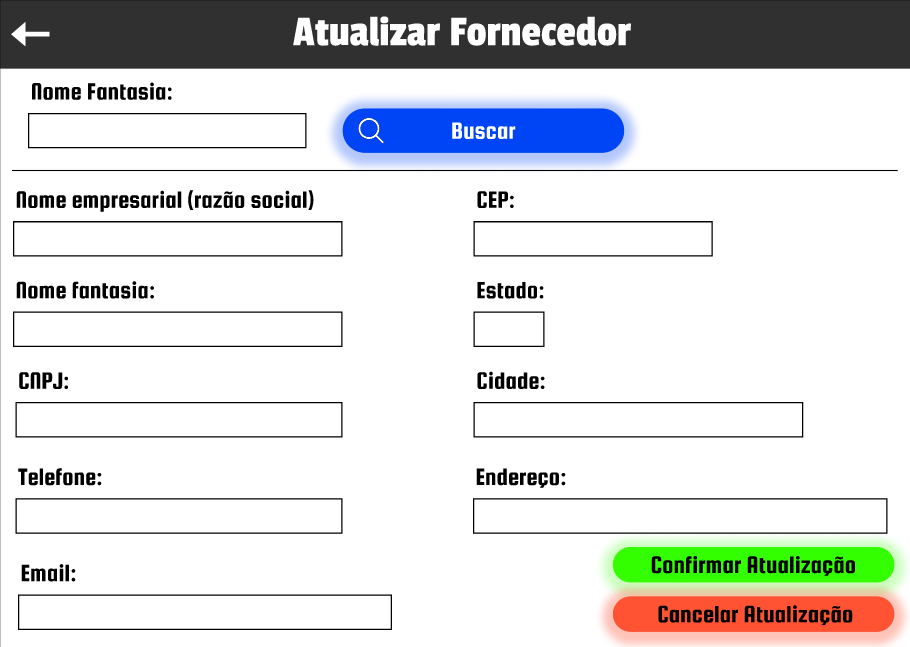 Atualizar Fornecedor
Nome Fantasia:
Buscar
Nome empresarial (razão social)
CEP:
Nome fantasia:
Estado:
CNPJ:
Cidade:
Telefone:
Endereço:
Email:
Confirmar Atualização
Cancelar Atualização